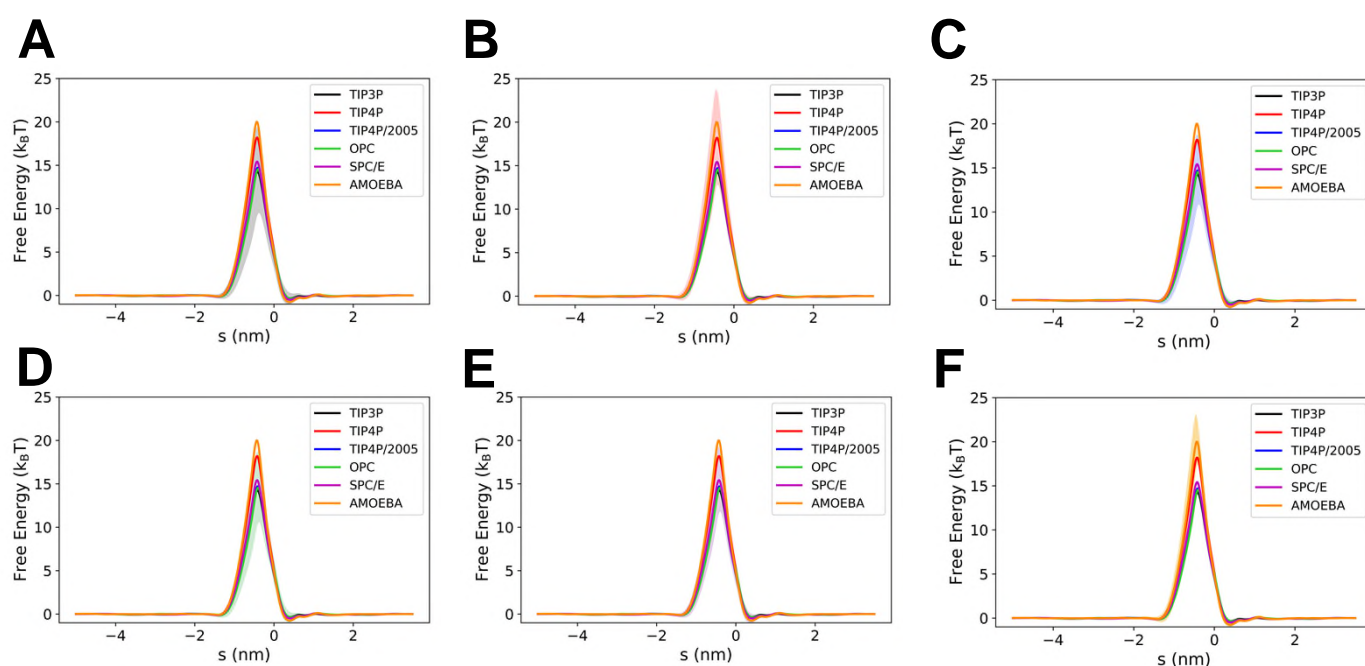 A
B
C
25
20
15
10
5
0
Free Energy (kBT)
TIP3P
TIP4P
TIP4P/2005
OPC
SPC/E
AMOEBA
−4
−2
0
2
s (nm)
25
20
15
10
5
0
Free Energy (kBT)
TIP3P
TIP4P
TIP4P/2005
OPC
SPC/E
AMOEBA
−4
−2
0
2
s (nm)
25
20
15
10
5
0
Free Energy (kBT)
TIP3P
TIP4P
TIP4P/2005
OPC
SPC/E
AMOEBA
−4
−2
0
2
s (nm)
D
E
F
25
20
15
10
5
0
Free Energy (kBT)
TIP3P
TIP4P
TIP4P/2005
OPC
SPC/E
AMOEBA
−4
−2
0
2
s (nm)
25
20
15
10
5
0
Free Energy (kBT)
TIP3P
TIP4P
TIP4P/2005
OPC
SPC/E
AMOEBA
−4
−2
0
2
s (nm)
25
20
15
10
5
0
Free Energy (kBT)
TIP3P
TIP4P
TIP4P/2005
OPC
SPC/E
AMOEBA
−4
−2
0
2
s (nm)